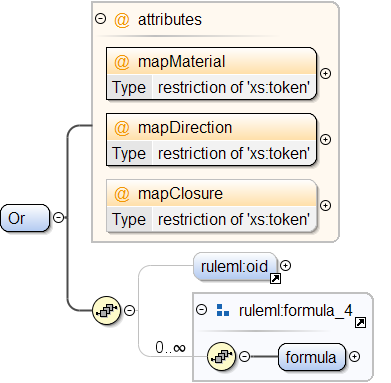 @ attributes
@ mapMaterial
Type restriction of 'xs:token'
@ mapDirection
Type restriction of 'xs:token'
@ mapClosure
Type restriction of 'xs:token'
Or
ruleml:oid
ruleml:formula_4
0..∞
formula